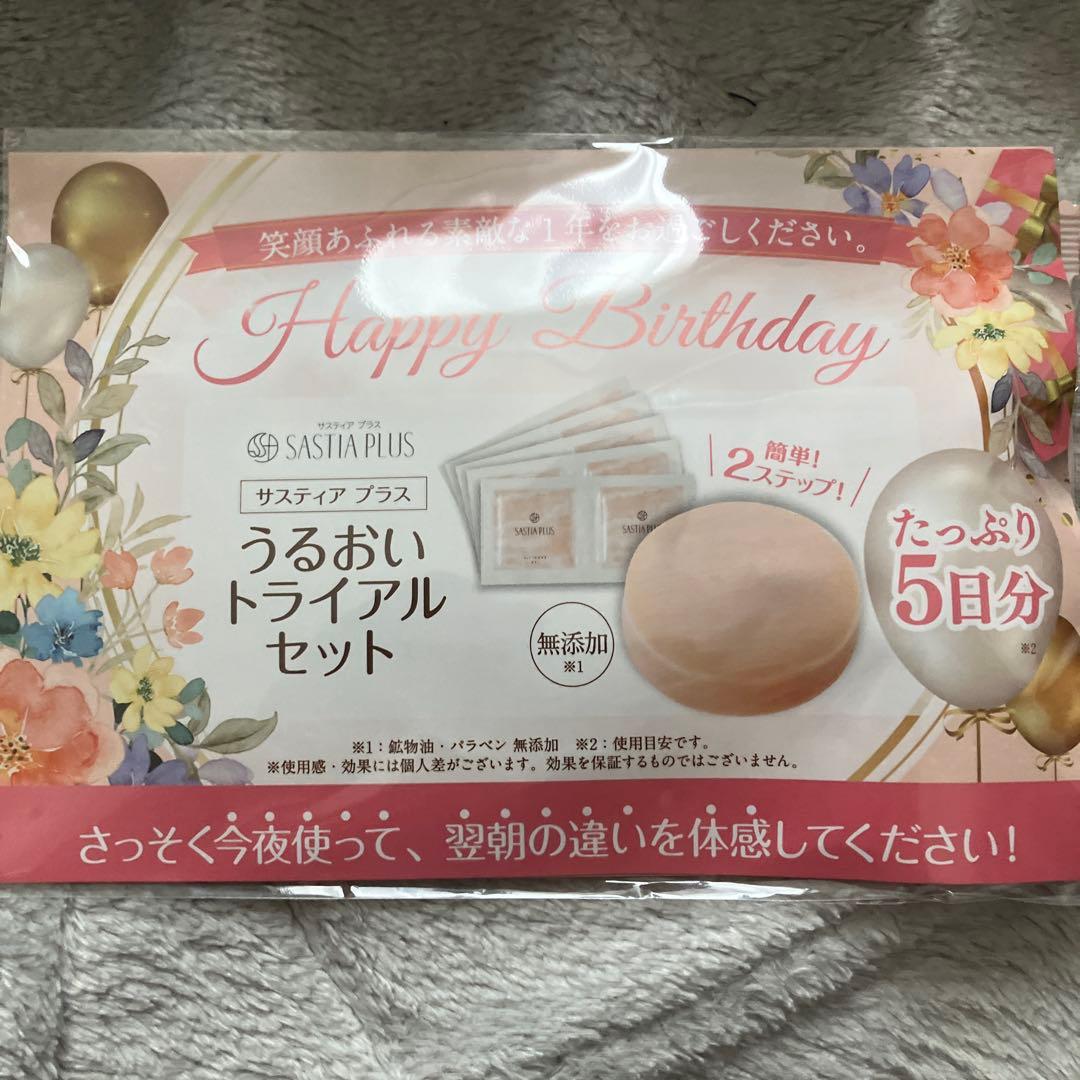 笑顔あふれる素敵な1年をお過ごしください。
Happy Birthday
サスティア プラス
SASTIA PLUS
サスティア プラス
うるおい
トライアル
セット
SASTIA PLUS
SASTIA PLUS
簡単!
2ステップ!
無添加
※1
たっぷり
5日分
※2
※1：鉱物油・パラベン 無添加 ※2：使用目安です。
※使用感・効果には個人差がございます。効果を保証するものではございません。
さっそく今夜使って、翌朝の違いを体感してください!